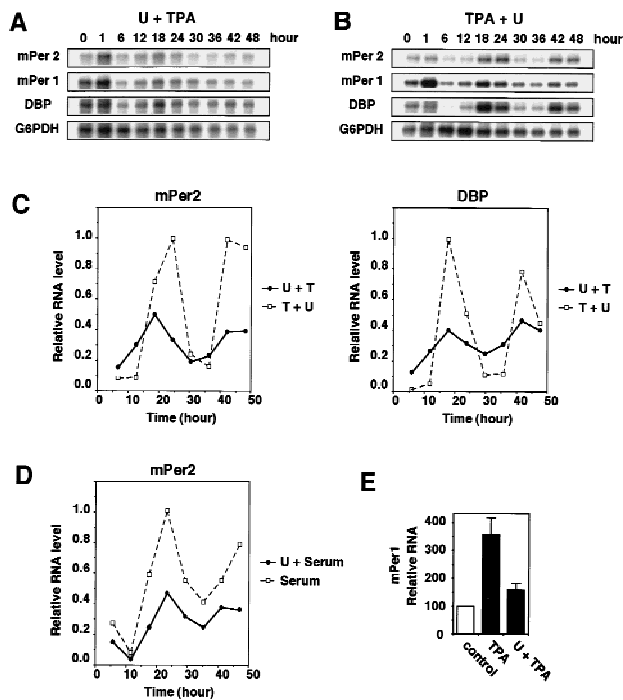 A
U + TPA
0 1 6 12 18 24 30 36 42 48 hour
mPer 2
mPer 1
DBP
G6PDH
B
TPA + U
0 1 6 12 18 24 30 36 42 48 hour
mPer 2
mPer 1
DBP
G6PDH
C
mPer2
Relative RNA level
1.0
0.8
0.6
0.4
0.2
0.0
0 10 20 30 40 50
Time (hour)
U + T
T + U
DBP
Relative RNA level
1.0
0.8
0.6
0.4
0.2
0.0
0 10 20 30 40 50
Time (hour)
U + T
T + U
D
mPer2
Relative RNA level
1.0
0.8
0.6
0.4
0.2
0.0
0 10 20 30 40 50
Time (hour)
U + Serum
Serum
E
mPer1
Relative RNA
400
300
200
100
0
control
TPA
U + TPA